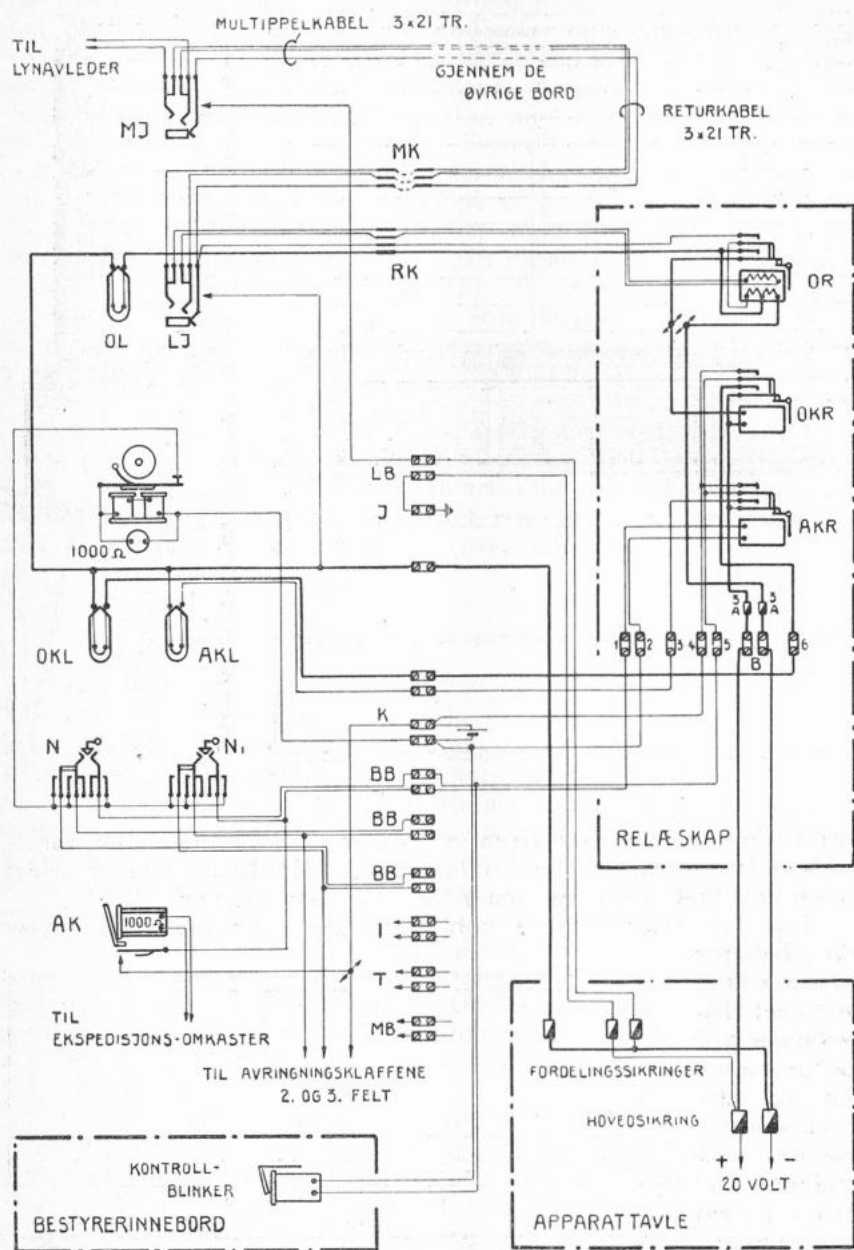 MULTIPPELKABEL 3x21 TR.
TIL
LYNAVLEDER
GJENNEM DE
ØVRIGE BORD
RETURKABEL
3x21 TR.
MJ
MK
RK
OL
LJ
OR
OKR
AKR
LB
J
1000 Ω
OKL
AKL
3 A
3 A
1 2 3 4 5 B 6
K
N
N1
BB
BB
BB
RELÆSKAP
AK
1000 Ω
T
MB
TIL
EKSPEDISJONS-OMKASTER
TIL AVRINGNINGSKLAFFENE
2. OG 3. FELT
FORDELINGSSIKRINGER
HOVEDSIKRING
+ -
20 VOLT
KONTROLL-
BLINKER
BESTYRERINNEBORD
APPARATTAVLE